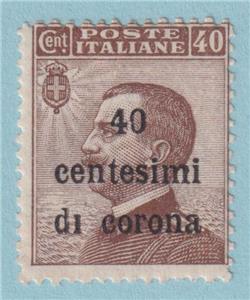 POSTE
Cent ITALIANE 40
40
centesimi
di corona